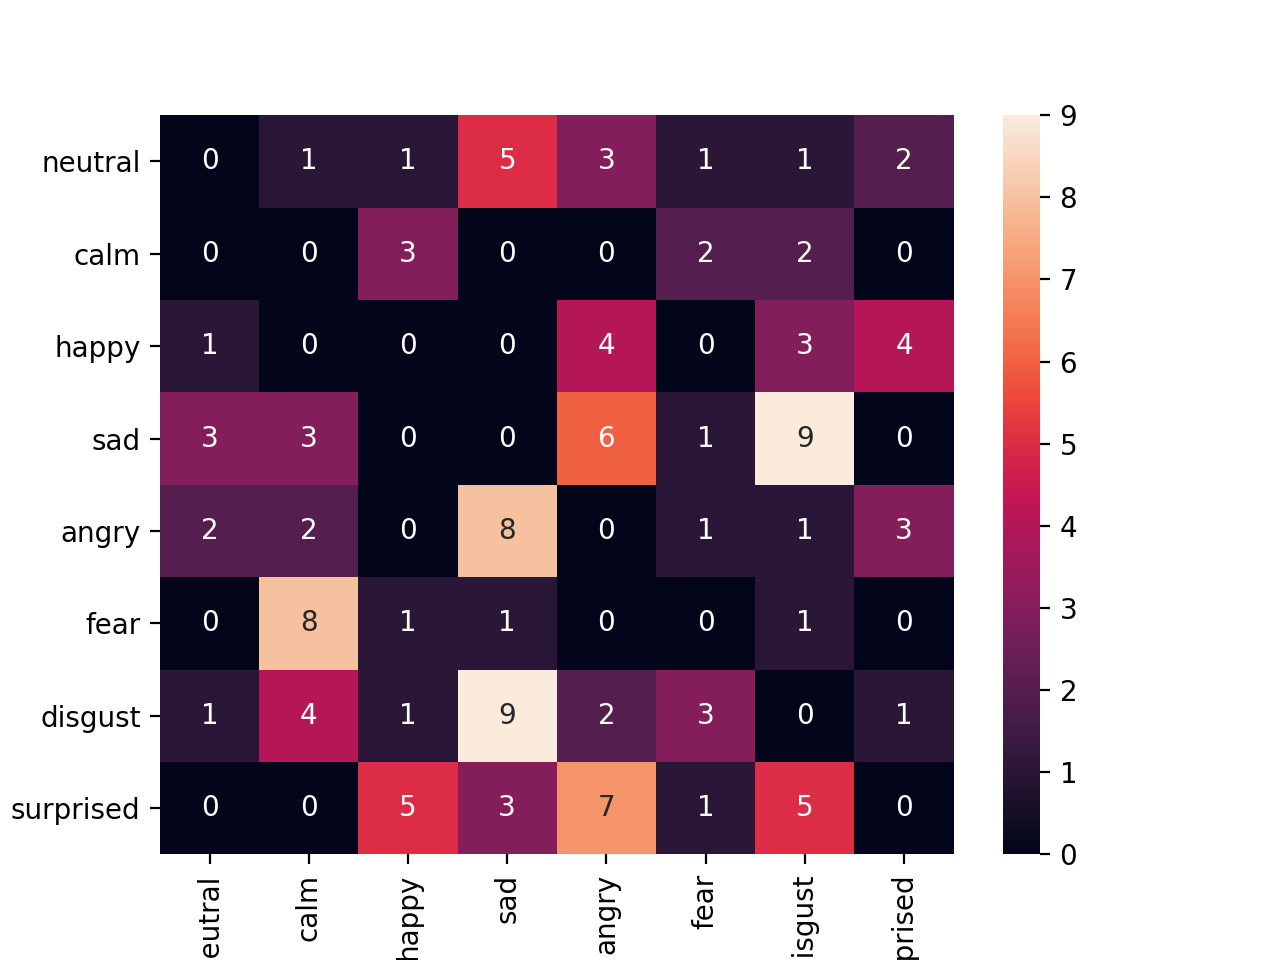 neutral 0 1 1 5 3 1 1 2
calm 0 0 3 0 0 2 2 0
happy 1 0 0 0 4 0 3 4
sad 3 3 0 0 6 1 9 0
angry 2 2 0 8 0 1 1 3
fear 0 8 1 1 0 0 1 0
disgust 1 4 1 9 2 3 0 1
surprised 0 0 5 3 7 1 5 0
eutral calm happy sad angry fear isgust prised
9
8
7
6
5
4
3
2
1
0